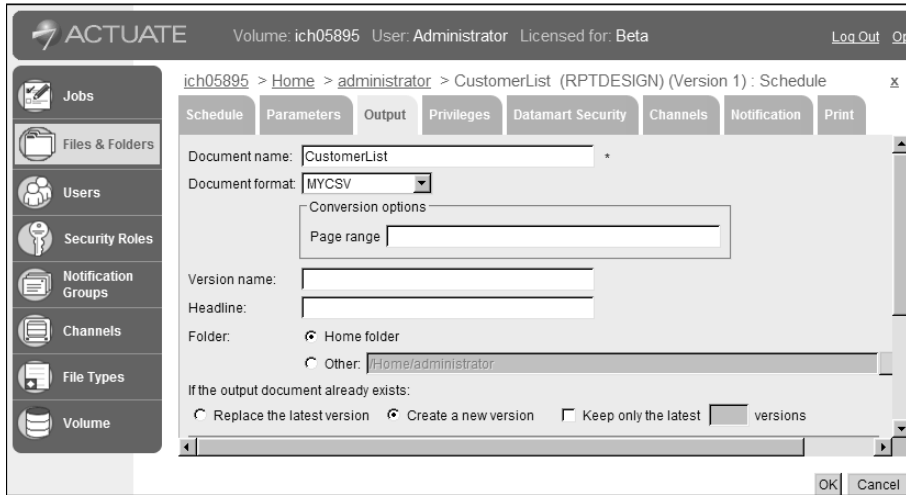 ACTUATE
Volume: ich05895 User: Administrator Licensed for: Beta
Log Out Op
ich05895 > Home > administrator > CustomerList (RPTDESIGN) (Version 1) : Schedule
x
Jobs
Files & Folders
Users
Security Roles
Notification
Groups
Channels
File Types
Volume
Schedule Parameters Output Privileges Datamart Security Channels Notification Print
Document name: CustomerList *
Document format: MYCSV
Conversion options
Page range
Version name:
Headline:
Folder: Home folder
Other: /Home/administrator
If the output document already exists:
Replace the latest version Create a new version Keep only the latest versions
OK Cancel